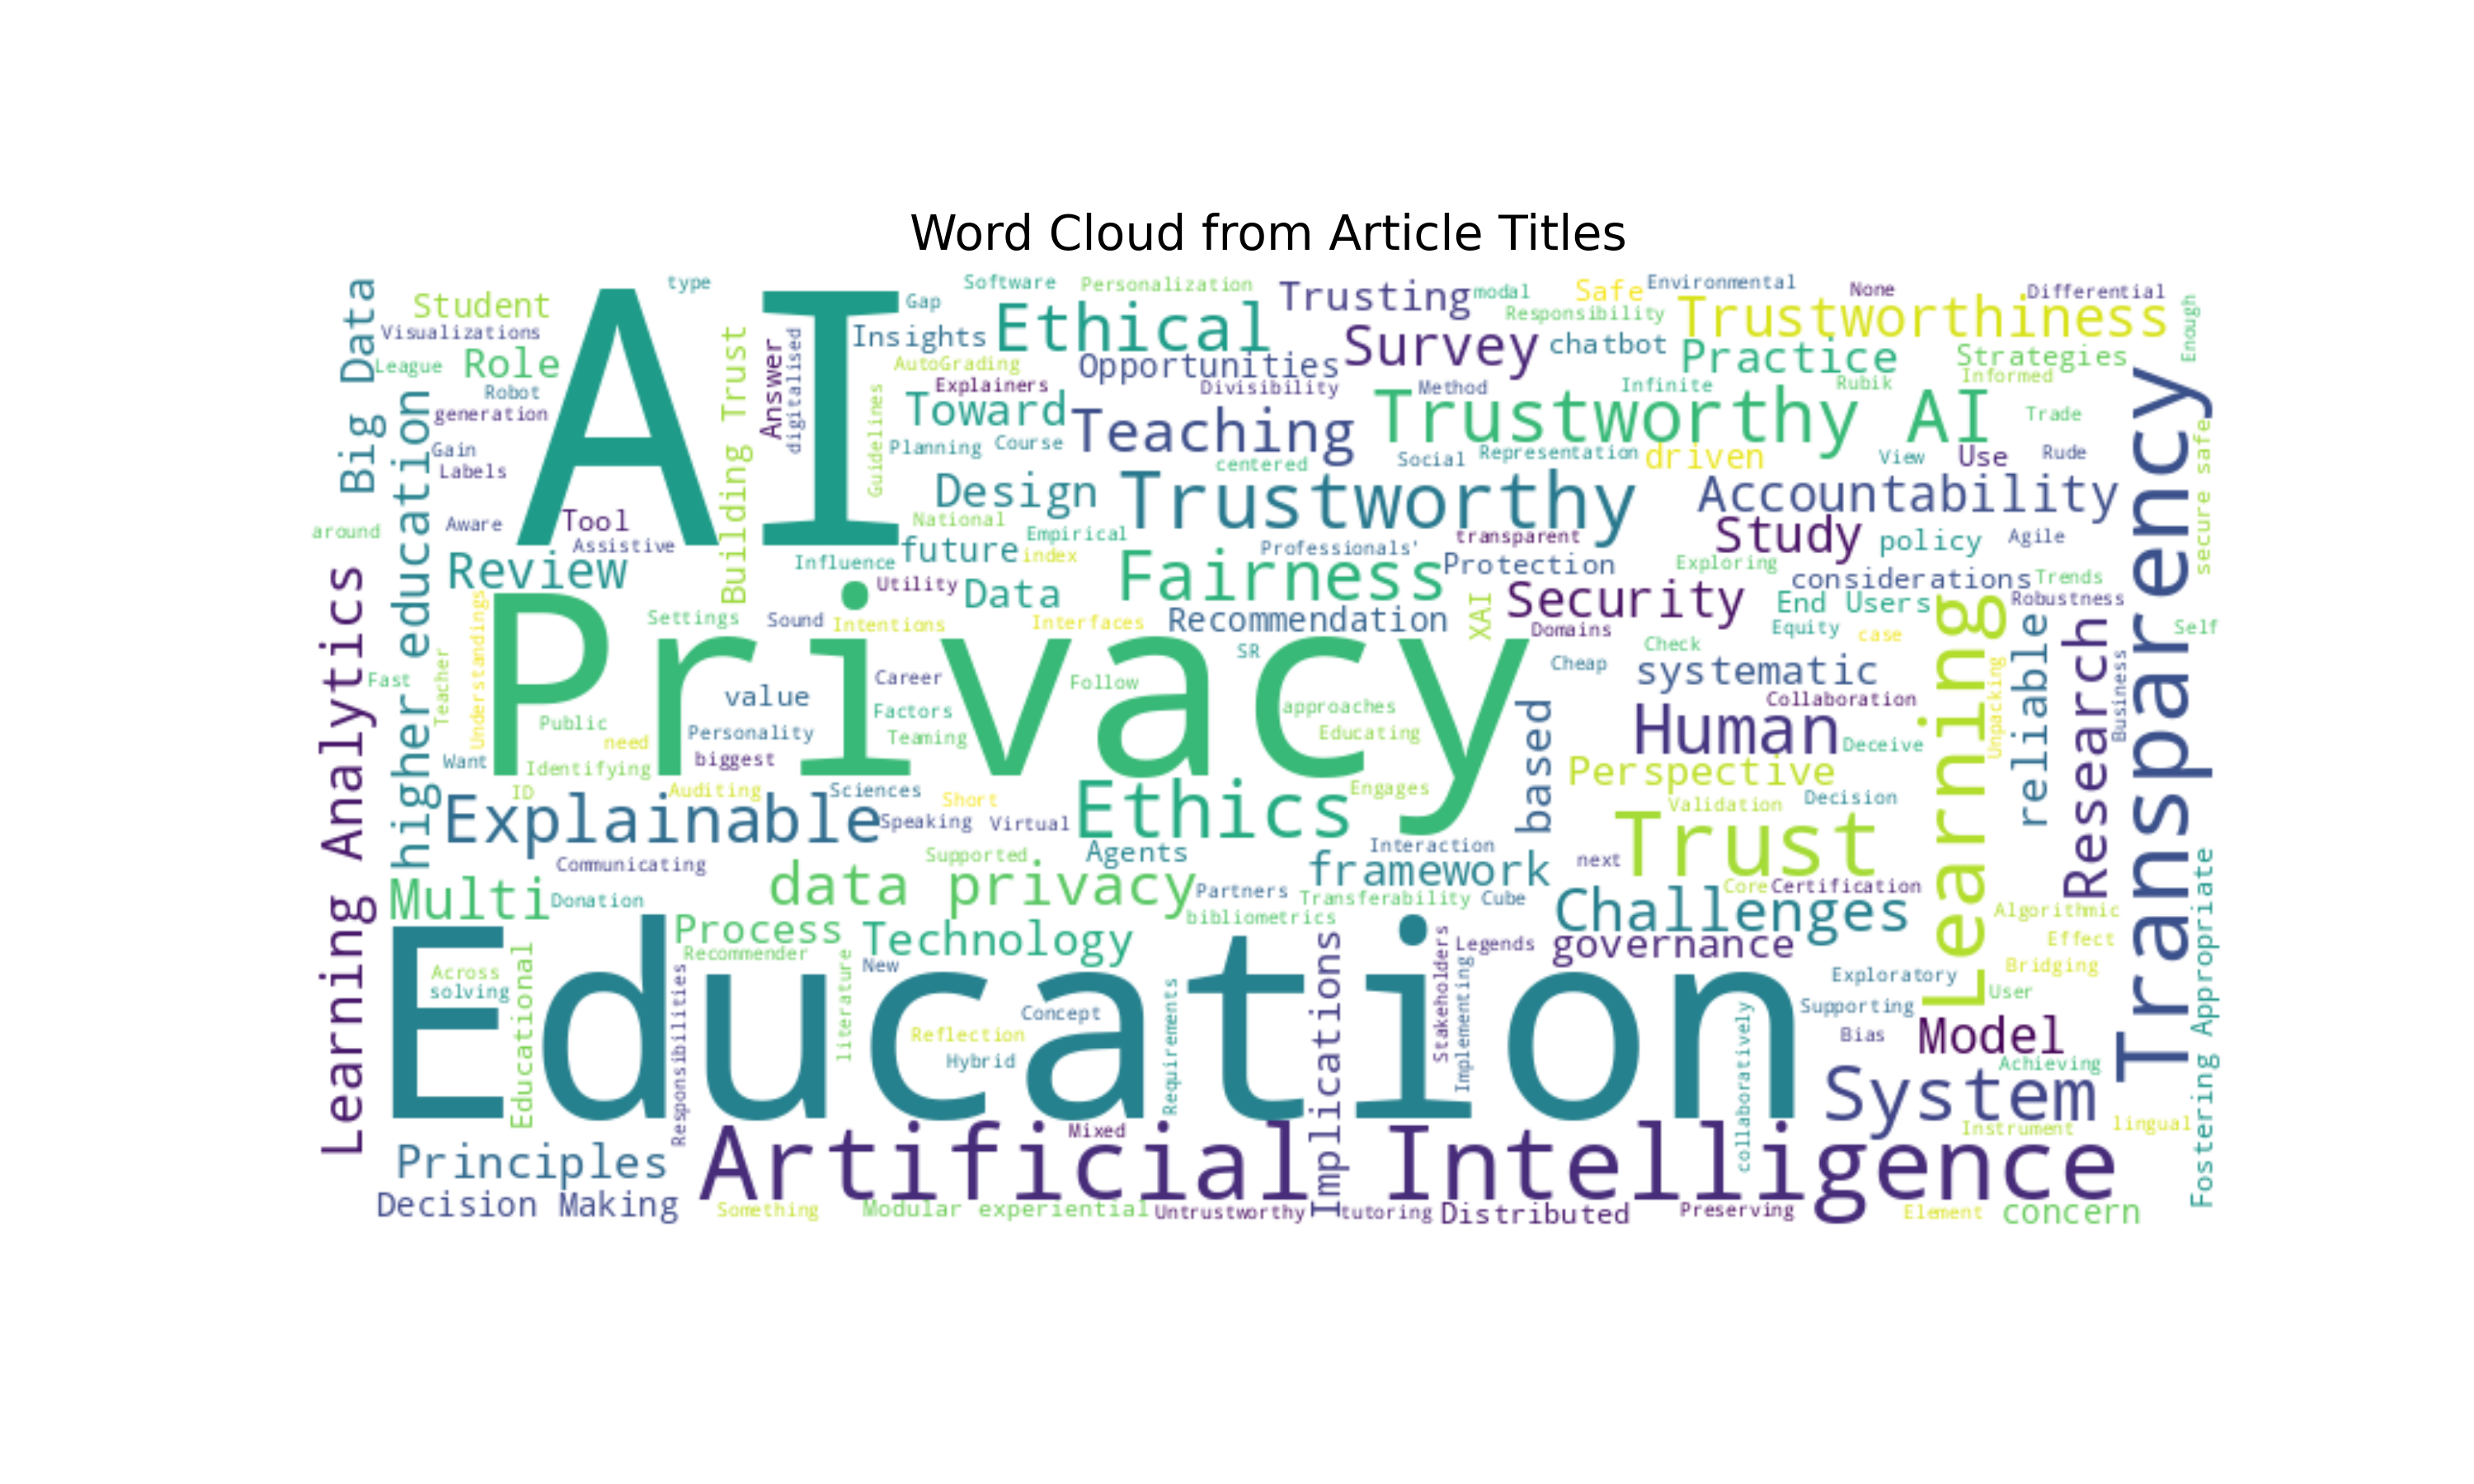 Word Cloud from Article Titles
Big Data
Student
type
AI
Gap
Software
Personalization
Trusting
modal
Safe
Environmental
None
Differential
Enough
Visualizations
Insights
Ethical
Responsibility
Trustworthiness
League
Role
Building Trust
Answer
digitalised
AutoGrading
Opportunities
Survey
chatbot
Practice
Strategies
Robot
Guidelines
Explainers
Divisibility
Method
Infinite
Rubik
Informed
generation
Toward
Teaching
Trustworthy AI
Trade
Transparency
higher education
Gain
Labels
Planning
Course
centered
Social
Representation
driven
View
Use
Rude
secure safe
Design
Trustworthy
Accountability
around
Aware
Tool
Assistive
National
Empirical
transparent
Study
policy
Agile
Review
Influence
future
index
Professionals'
Protection
Exploring
considerations
Trends
Learning Analytics
Utility
Data
Fairness
Security
End Users
Robustness
Understandings
Privacy
Settings
Sound
Intentions
Interfaces
Recommendation
XAI
Domains
Equity
case
Learning
reliable
Research
Self
Fast
Teacher
SR
Check
Cheap
systematic
Business
value
Career
Follow
Collaboration
Unpacking
Public
Factors
approaches
based
Human
need
Personality
Teaming
Educating
Deceive
Want
Identifying
biggest
Perspective
ID
Auditing
Sciences
Short
Engages
Validation
Decision
Explainable
Speaking
Virtual
Ethics
Trust
Communicating
Supported
Agents
Interaction
framework
next
Multi
Donation
data privacy
Partners
Transferability
Cube
Core
Certification
Fostering Appropriate
Process
Technology
bibliometrics
Challenges
Algorithmic
Education
Recommender
literature
New
Implications
Stakeholders
Legends
governance
Effect
Across
solving
Educational
Responsibilities
Reflection
Concept
Requirements
Implementing
Exploratory
Bridging
Hybrid
collaboratively
Supporting
User
Bias
Model
Achieving
System
Principles
Mixed
Artificial Intelligence
Instrument
lingual
Decision Making
Something
Modular experiential
Untrustworthy
tutoring
Distributed
Preserving
Element
concern